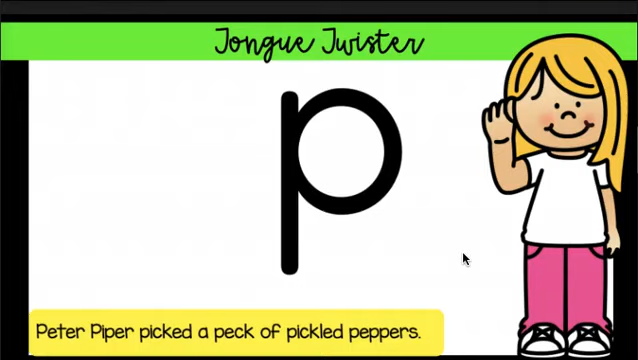 Tongue Twister
p
Peter Piper picked a peck of pickled peppers.